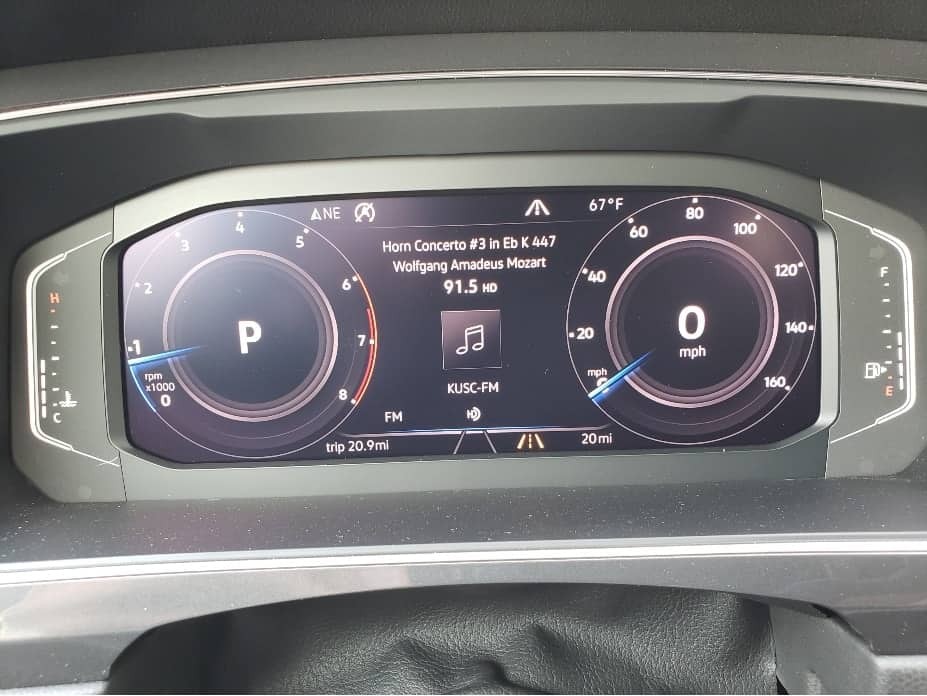 NE
67°F
Horn Concerto #3 in Eb K 447
Wolfgang Amadeus Mozart
91.5 HD
KUSC-FM
FM
trip 20.9mi
20mi
P
rpm
x1000
0
1
2
3
4
5
6
7
8
0
mph
mph
20
40
60
80
100
120
140
160
H
C
F
E